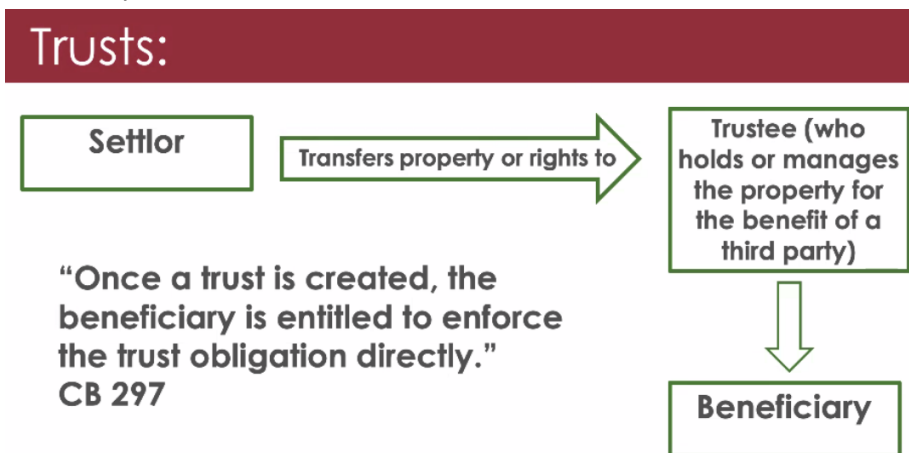 Trusts:
Settlor
Transfers property or rights to
Trustee (who
holds or manages
the property for
the benefit of a
third party)
“Once a trust is created, the
beneficiary is entitled to enforce
the trust obligation directly.”
CB 297
Beneficiary